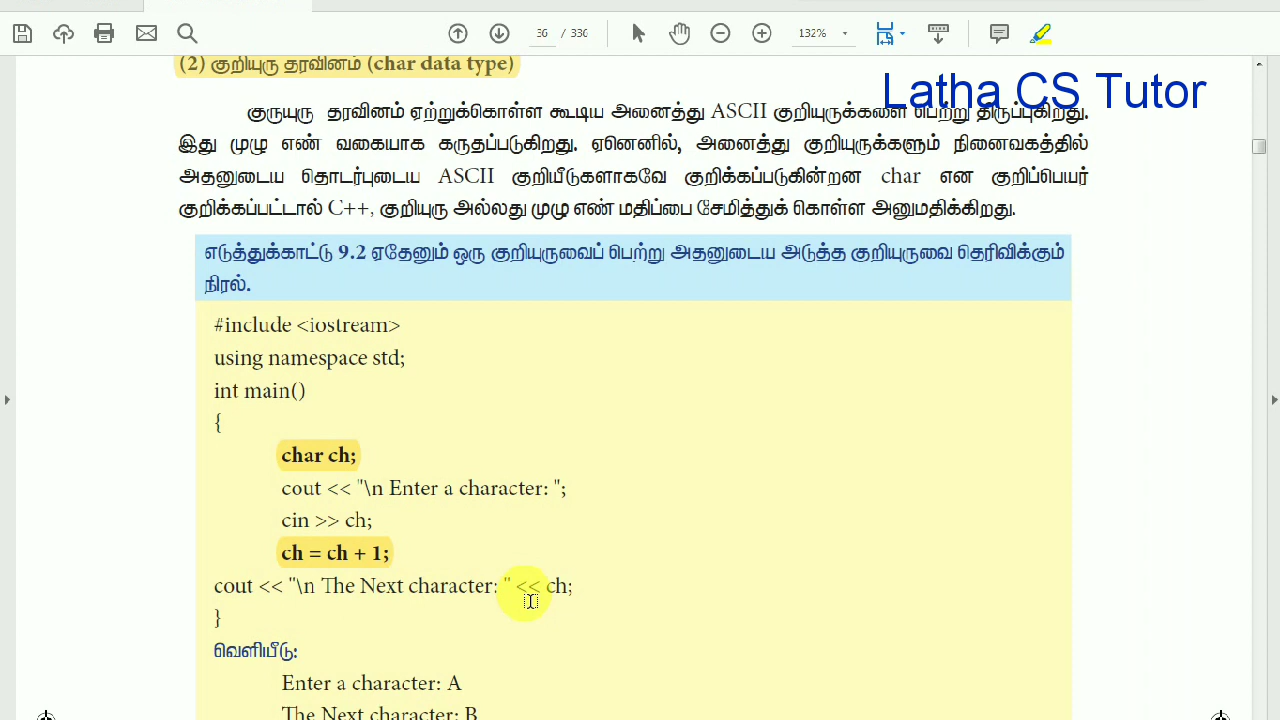 36 / 336
132%
(2) குறியுரு தரவினம் (char data type)
Latha CS Tutor
குருயுரு தரவினம் ஏற்றுக்கொள்ள கூடிய அனைத்து ASCII குறியுருக்களை பெற்று திருப்புகிறது.
இது முழு எண் வகையாக கருதப்படுகிறது. ஏனெனில், அனைத்து குறியுருக்களும் நினைவகத்தில்
அதனுடைய தொடர்புடைய ASCII குறியீடுகளாகவே குறிக்கப்படுகின்றன char என குறிப்பெயர்
குறிக்கப்பட்டால் C++, குறியுரு அல்லது முழு எண் மதிப்பை சேமித்துக் கொள்ள அனுமதிக்கிறது.
எடுத்துக்காட்டு 9.2 ஏதேனும் ஒரு குறியுருவைப் பெற்று அதனுடைய அடுத்த குறியுருவை தெரிவிக்கும்
நிரல்.
#include <iostream>
using namespace std;
int main()
{
char ch;
cout << "\n Enter a character: ";
cin >> ch;
ch = ch + 1;
cout << "\n The Next character: " << ch;
}
வெளியீடு:
Enter a character: A
The Next character: B